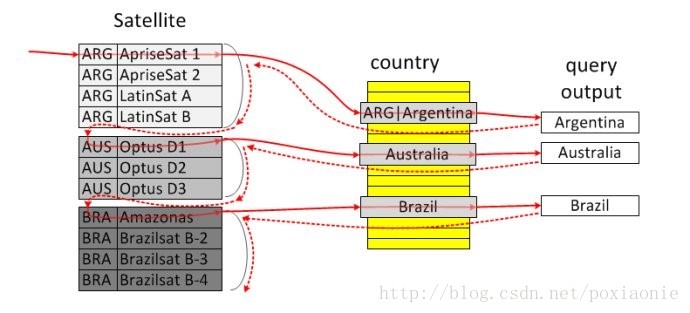 Satellite
ARG ApriseSat 1
ARG ApriseSat 2
ARG LatinSat A
ARG LatinSat B
AUS Optus D1
AUS Optus D2
AUS Optus D3
BRA Amazonas
BRA Brazilsat B-2
BRA Brazilsat B-3
BRA Brazilsat B-4
country
ARG|Argentina
Australia
Brazil
query
output
Argentina
Australia
Brazil
http://blog.csdn.net/poxiaonie